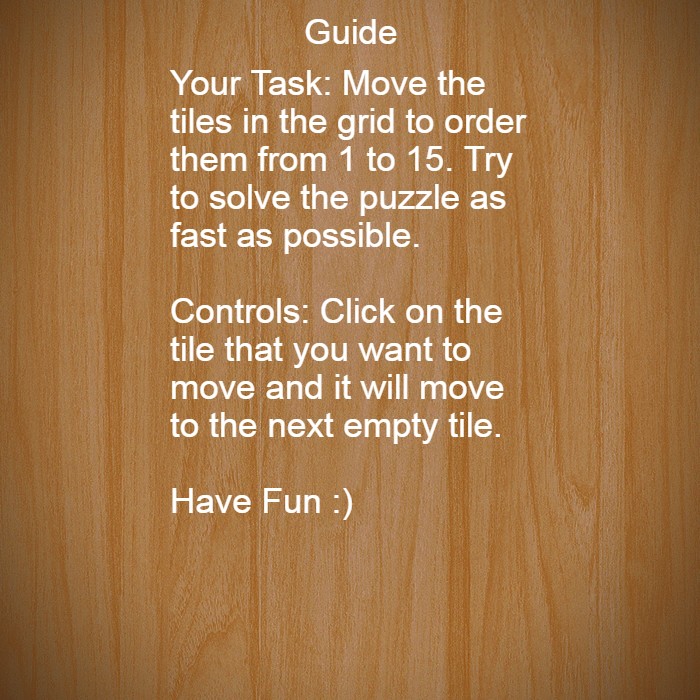 Guide
Your Task: Move the
tiles in the grid to order
them from 1 to 15. Try
to solve the puzzle as
fast as possible.
Controls: Click on the
tile that you want to
move and it will move
to the next empty tile.
Have Fun :)